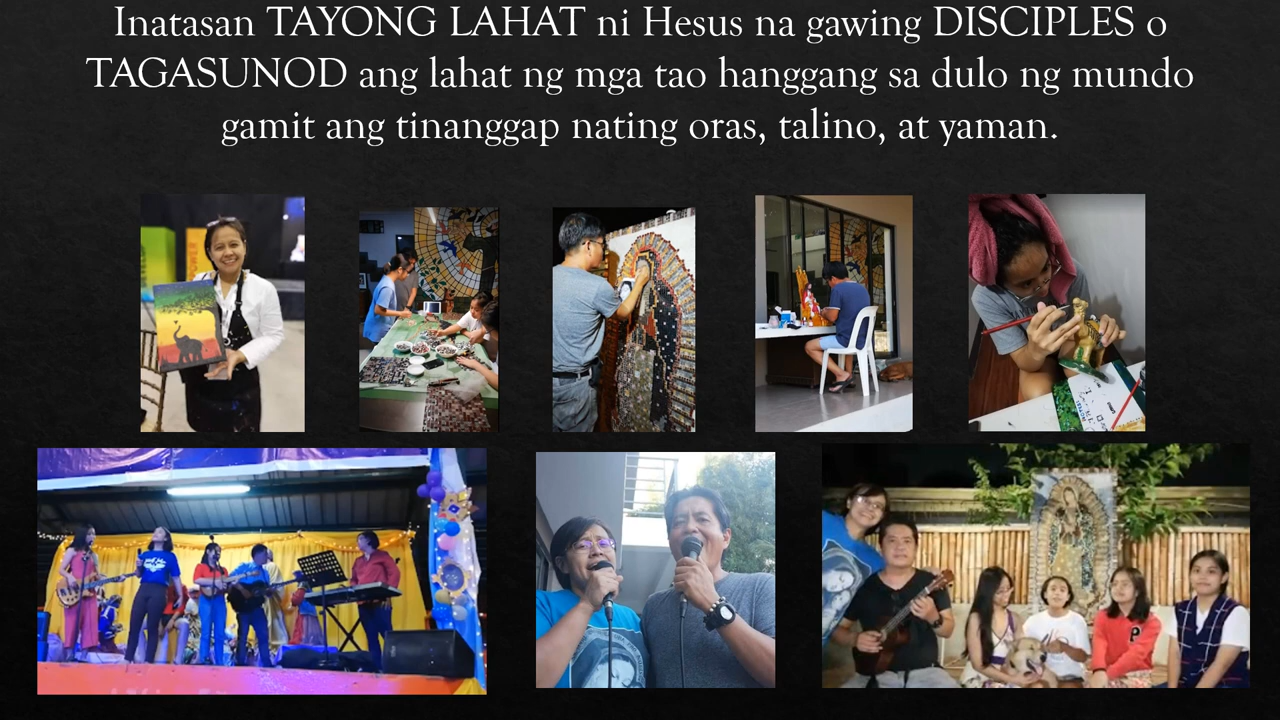 Inatasan TAYONG LAHAT ni Hesus na gawing DISCIPLES o
TAGASUNOD ang lahat ng mga tao hanggang sa dulo ng mundo
gamit ang tinanggap nating oras, talino, at yaman.
P